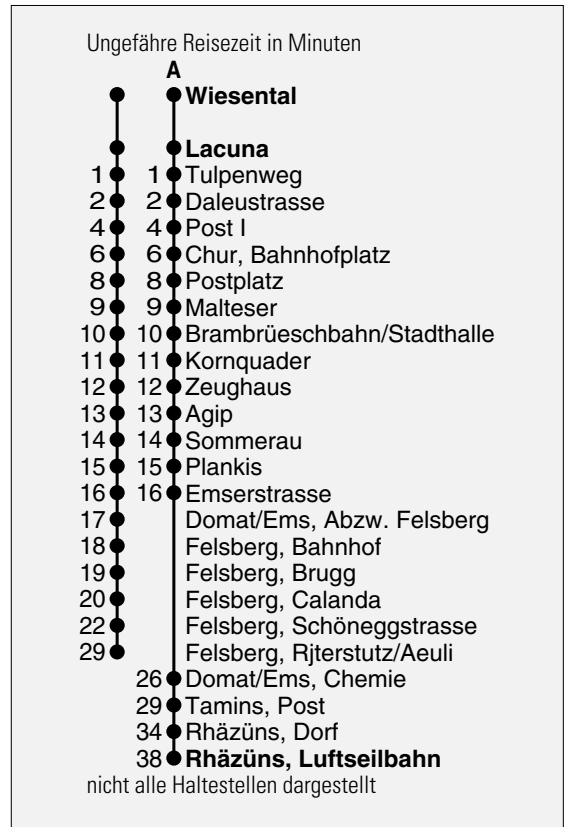 Ungefähre Reisezeit in Minuten
A
Wiesental
Lacuna
1 1 Tulpenweg
2 2 Daleustrasse
4 4 Post I
6 6 Chur, Bahnhofplatz
8 8 Postplatz
9 9 Malteser
10 10 Brambrüeschbahn/Stadthalle
11 11 Kornquader
12 12 Zeughaus
13 13 Agip
14 14 Sommerau
15 15 Plankis
16 16 Emserstrasse
17 Domat/Ems, Abzw. Felsberg
18 Felsberg, Bahnhof
19 Felsberg, Brugg
20 Felsberg, Calanda
22 Felsberg, Schöneggstrasse
29 Felsberg, Rjterstutz/Aeuli
26 Domat/Ems, Chemie
29 Tamins, Post
34 Rhäzüns, Dorf
38 Rhäzüns, Luftseilbahn
nicht alle Haltestellen dargestellt